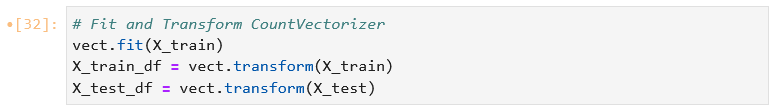 •[32]: # Fit and Transform CountVectorizer
vect.fit(X_train)
X_train_df = vect.transform(X_train)
X_test_df = vect.transform(X_test)